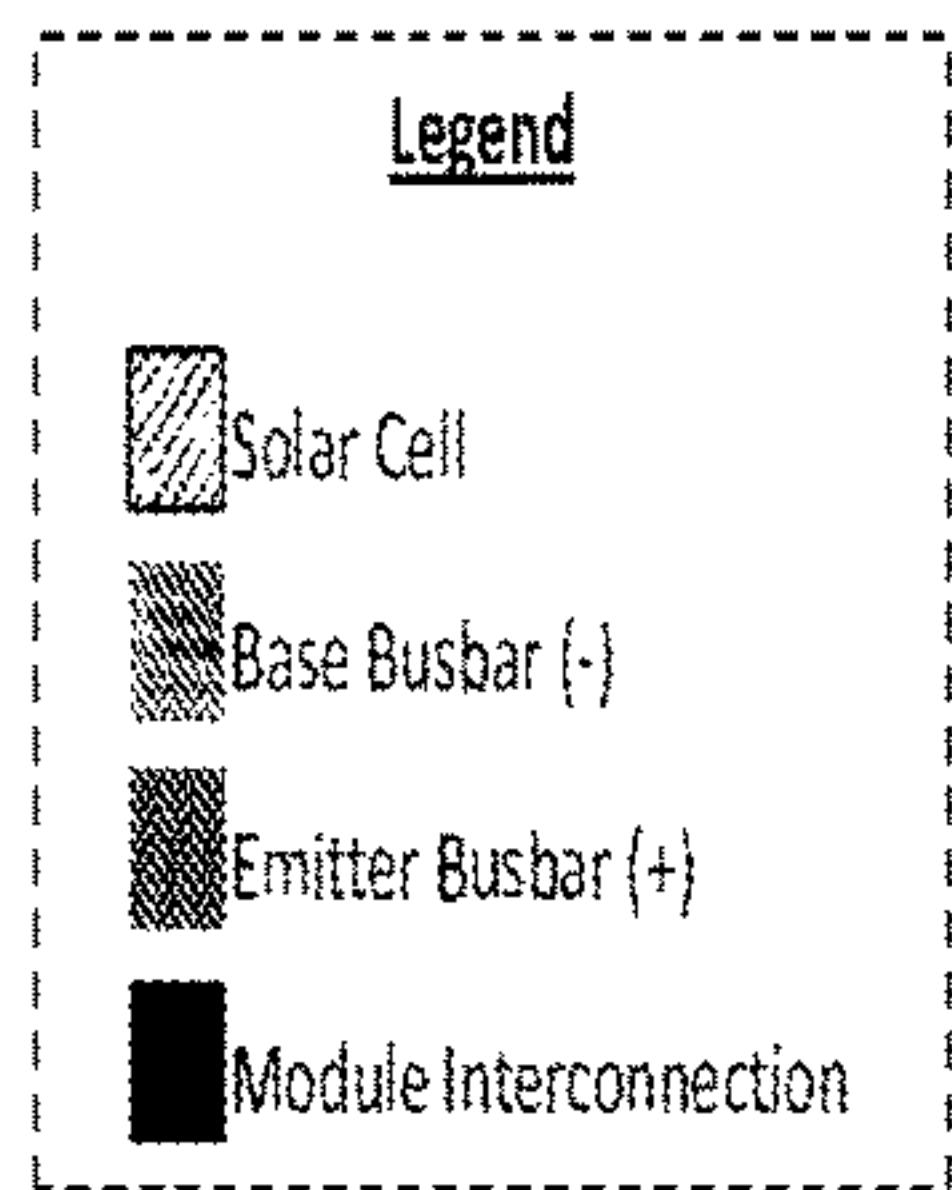 Legend
Solar Cell
Base Busbar (-)
Emitter Busbar (+)
Module Interconnection